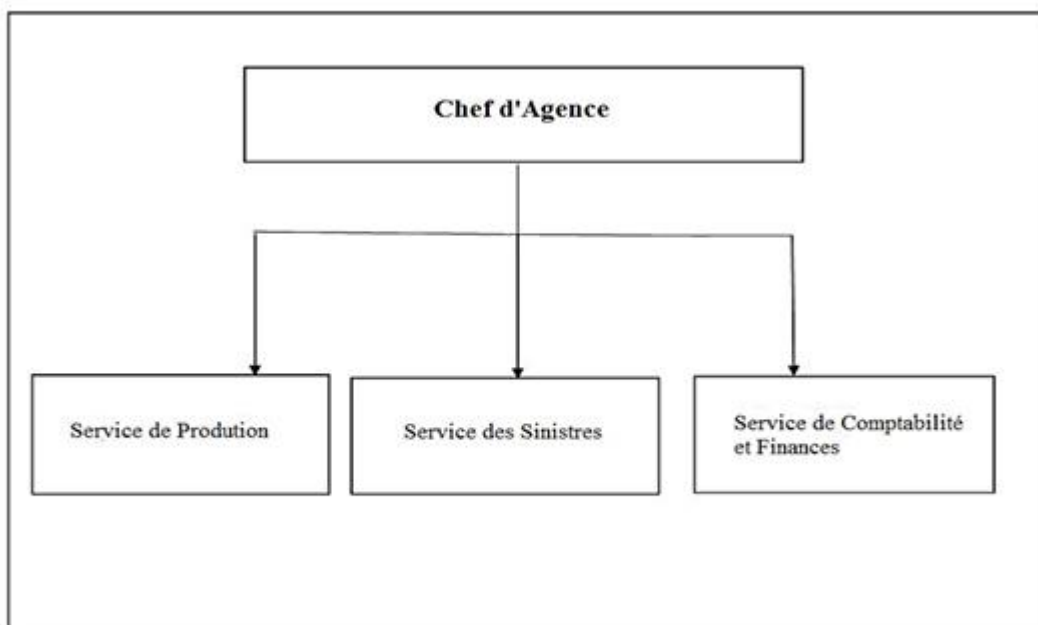 Chef d'Agence
Service de Prodution
Service des Sinistres
Service de Comptabilité
et Finances